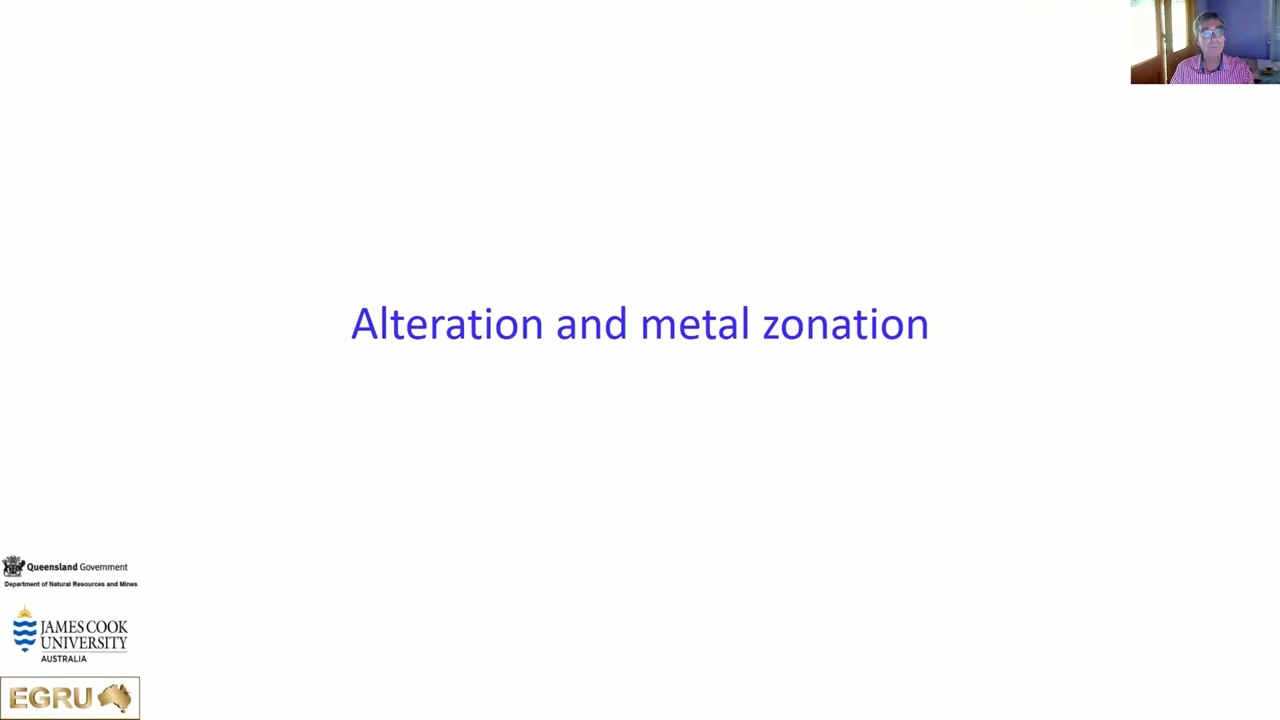 Alteration and metal zonation
Queensland Government
Department of Natural Resources and Mines
JAMES COOK
UNIVERSITY
AUSTRALIA
EGRU